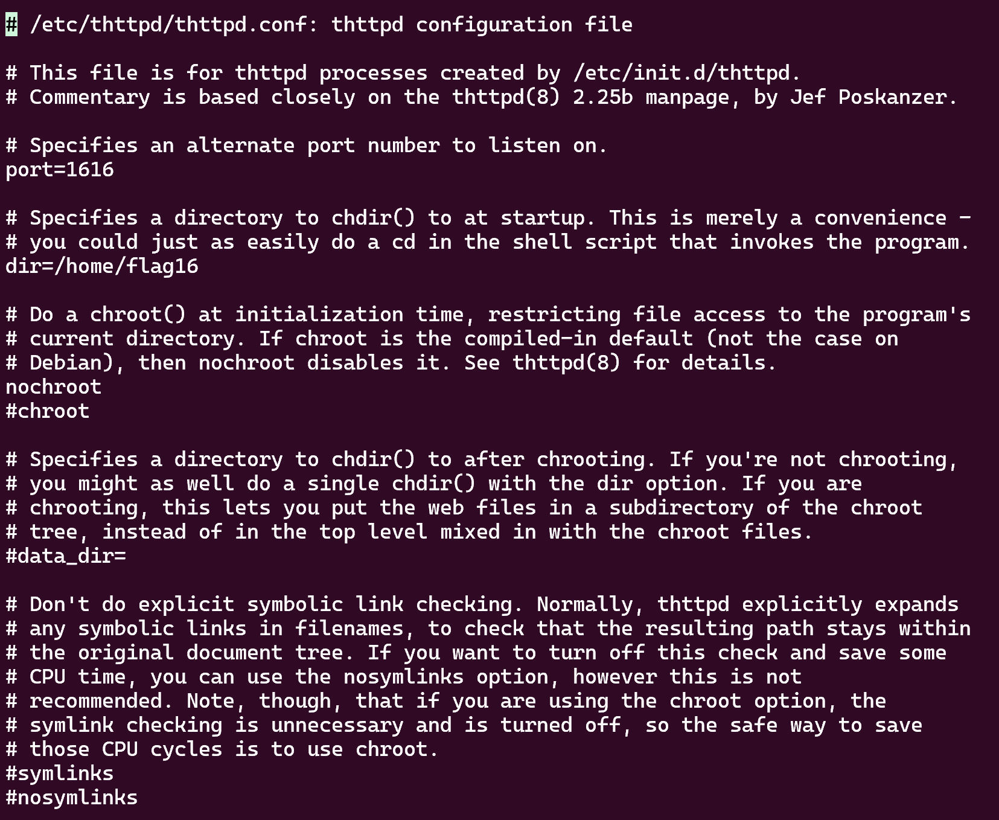 # /etc/thttpd/thttpd.conf: thttpd configuration file
# This file is for thttpd processes created by /etc/init.d/thttpd.
# Commentary is based closely on the thttpd(8) 2.25b manpage, by Jef Poskanzer.
# Specifies an alternate port number to listen on.
port=1616
# Specifies a directory to chdir() to at startup. This is merely a convenience -
# you could just as easily do a cd in the shell script that invokes the program.
dir=/home/flag16
# Do a chroot() at initialization time, restricting file access to the program's
# current directory. If chroot is the compiled-in default (not the case on
# Debian), then nochroot disables it. See thttpd(8) for details.
nochroot
#chroot
# Specifies a directory to chdir() to after chrooting. If you're not chrooting,
# you might as well do a single chdir() with the dir option. If you are
# chrooting, this lets you put the web files in a subdirectory of the chroot
# tree, instead of in the top level mixed in with the chroot files.
#data_dir=
# Don't do explicit symbolic link checking. Normally, thttpd explicitly expands
# any symbolic links in filenames, to check that the resulting path stays within
# the original document tree. If you want to turn off this check and save some
# CPU time, you can use the nosymlinks option, however this is not
# recommended. Note, though, that if you are using the chroot option, the
# symlink checking is unnecessary and is turned off, so the safe way to save
# those CPU cycles is to use chroot.
#symlinks
#nosymlinks